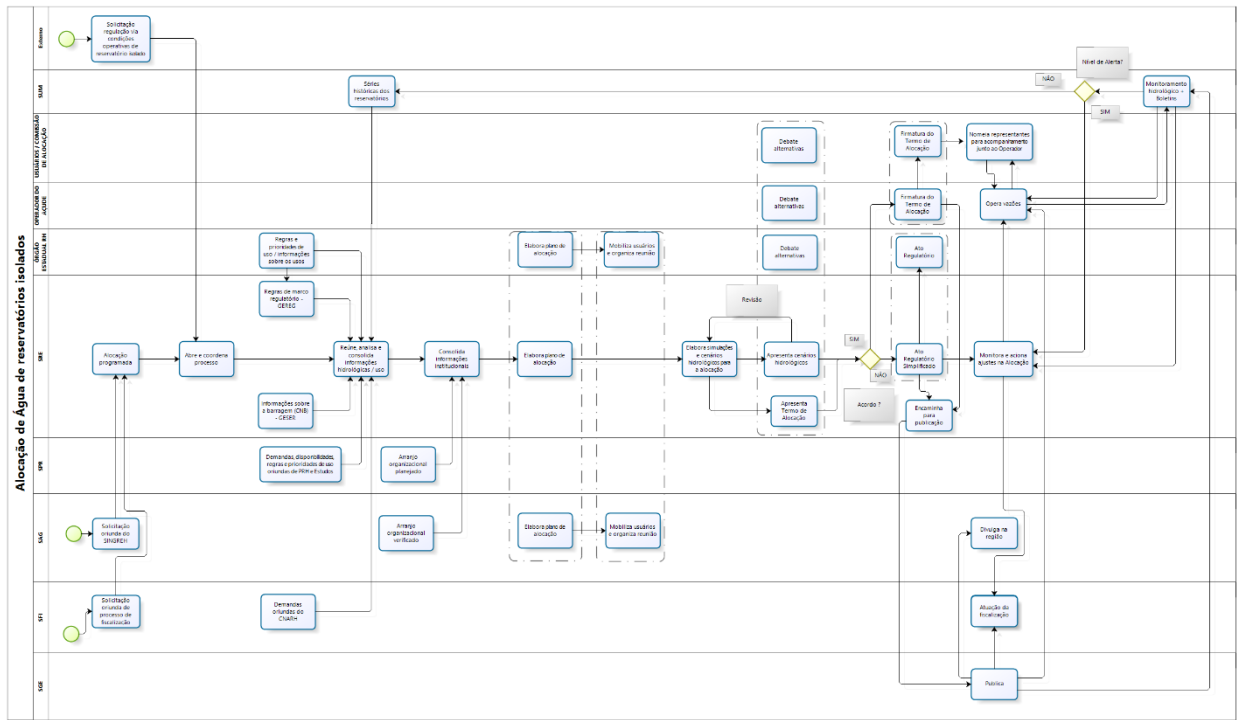 Alocação de Água de reservatórios isolados
Externo
Solicitação
regulação via
condições
operativas de
reservatório isolado
SUM
Séries
históricas dos
reservatórios
NÃO
Nível de Alerta?
SIM
Monitoramento
hidrológico -
Boletins
USUÁRIOS / COMISSÃO
DE ALOCAÇÃO
Debate
alternativas
Firmatura do
Termo de
Alocação
Nomeia representantes
para acompanhamento
junto ao Operador
OPERADOR DO
AÇUDE
Debate
alternativas
Firmatura do
Termo de
Alocação
Opera vazões
ÓRGÃO
ESTADUAL RH
Regras e
prioridades de
uso / informações
sobre os usos
Elabora plano de
alocação
Mobiliza usuários
e organiza reunião
Debate
alternativas
Ato
Regulatório
SRE
Regras de marco
regulatório -
GEREG
Revisão
Alocação
programada
Abre e coordena
processo
Reúne, analisa e
consolida
informações
hidrológicas / uso
Consolida
informações
institucionais
Elabora plano de
alocação
Elabora simulações
e cenários
hidrológicos para
a alocação
Apresenta cenários
hidrológicos
SIM
NÃO
Ato
Regulatório
Simplificado
Monitora e aciona
ajustes na Alocação
Informações sobre
a barragem (CNB)
- GESER
Apresenta
Termo de
Alocação
Acordo ?
Encaminha
para
publicação
SPR
Demandas, disponibilidades,
regras e prioridades de uso
oriundas de PRH e Estudos
Arranjo
organizacional
planejado
SAG
Solicitação
oriunda do
SINGREH
Arranjo
organizacional
verificado
Elabora plano de
alocação
Mobiliza usuários
e organiza reunião
Divulga na
região
SFI
Solicitação
oriunda de
processo de
fiscalização
Demandas
oriundas do
CNARH
Atuação da
fiscalização
SGE
Publica